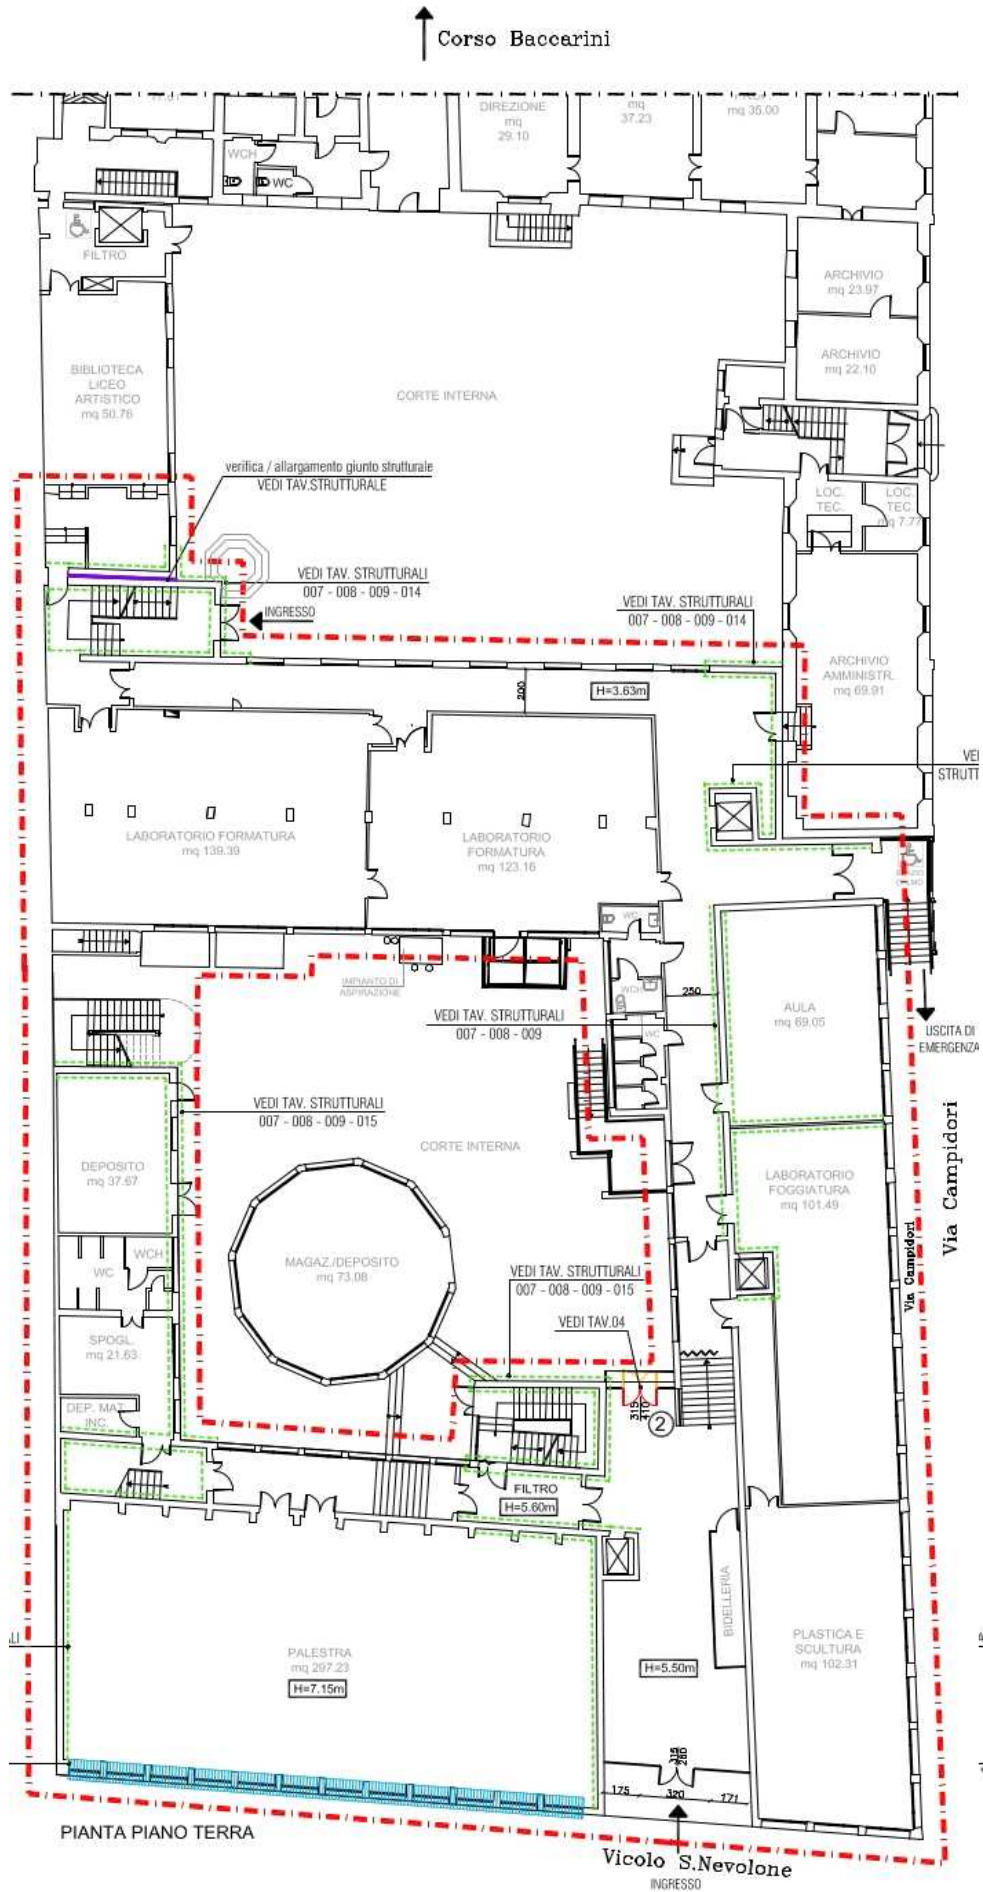 Corso Baccarini
DIREZIONE
mq
29.10
mq
37.23
mq 35.00
WCH
WC
FILTRO
ARCHIVIO
mq 23.97
ARCHIVIO
mq 22.10
BIBLIOTECA
LICEO
ARTISTICO
mq 50.76
CORTE INTERNA
verifica / allargamento giunto strutturale
VEDI TAV.STRUTTURALE
LOC.
TEC.
LOC.
TEC.
mq 7.77
VEDI TAV. STRUTTURALI
007 - 008 - 009 - 014
INGRESSO
VEDI TAV. STRUTTURALI
007 - 008 - 009 - 014
ARCHIVIO
AMMINISTR.
mq 69.91
200
H=3.63m
VE
STRUTT
LABORATORIO FORMATURA
mq 139.39
LABORATORIO
FORMATURA
mq 123.16
WC
IMPIANTO DI
ASPIRAZIONE
WCH
250
VEDI TAV. STRUTTURALI
007 - 008 - 009
WC
AULA
mq 69.05
USCITA DI
EMERGENZA
VEDI TAV. STRUTTURALI
007 - 008 - 009 - 015
CORTE INTERNA
DEPOSITO
mq 37.67
LABORATORIO
FOGGIATURA
mq 101.49
Via Campidori
Via Campidori
WCH
WC
MAGAZ./DEPOSITO
mq 73.08
VEDI TAV. STRUTTURALI
007 - 008 - 009 - 015
VEDI TAV.04
SPOGL.
mq 21.63
DEP. MAT.
INC.
315
410
2
FILTRO
H=5.60m
BIDELLERIA
PALESTRA
mq 297.23
H=7.15m
H=5.50m
PLASTICA E
SCULTURA
mq 102.31
315
280
175
320
171
PIANTA PIANO TERRA
Vicolo S.Nevolone
INGRESSO